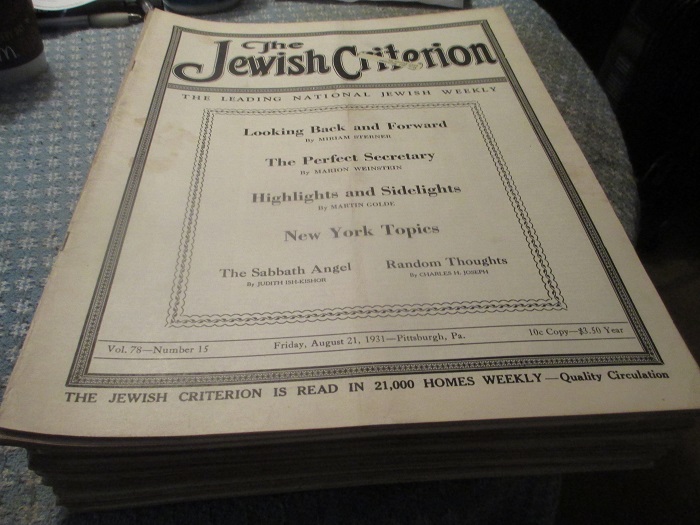 The
Jewish Criterion
THE LEADING NATIONAL JEWISH WEEKLY
Looking Back and Forward
By MIRIAM STERNER
The Perfect Secretary
By MARION WEINSTEIN
Highlights and Sidelights
By MARTIN GOLDE
New York Topics
The Sabbath Angel
By JUDITH ISH-KISHOR
Random Thoughts
By CHARLES H. JOSEPH
Vol. 78—Number 15 Friday, August 21, 1931—Pittsburgh, Pa. 10c Copy—$3.50 Year
THE JEWISH CRITERION IS READ IN 21,000 HOMES WEEKLY—Quality Circulation